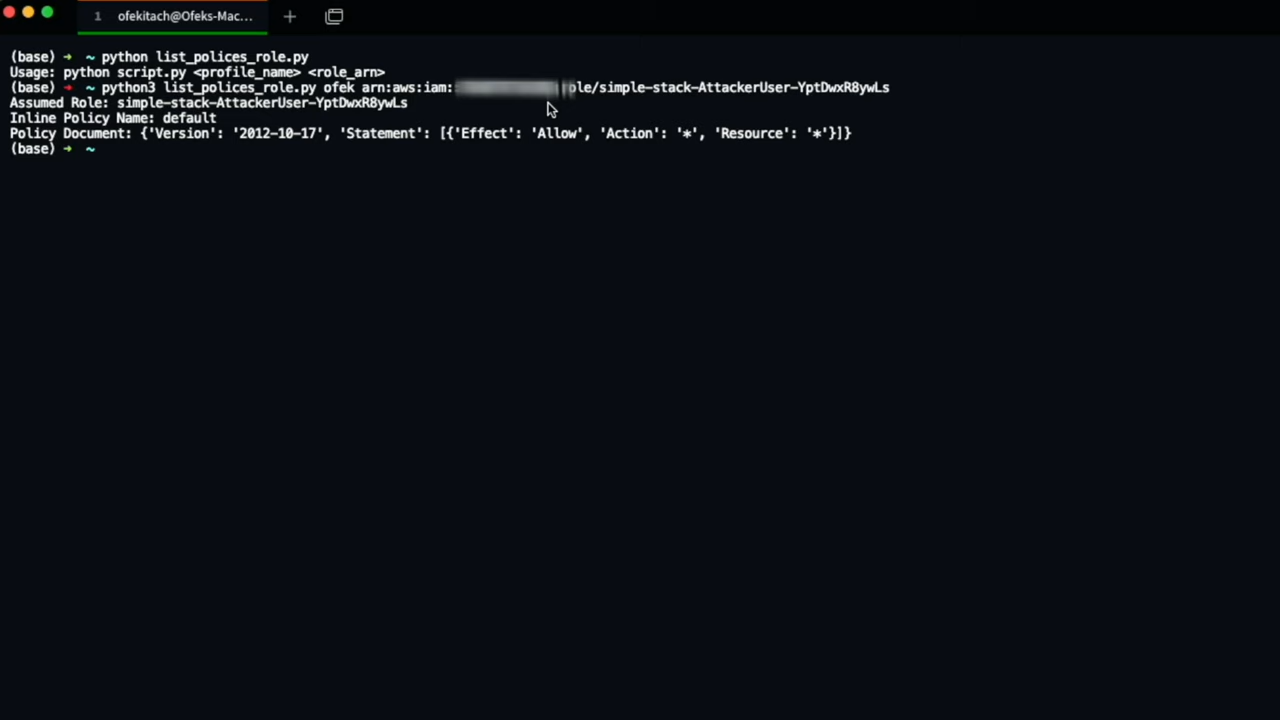 1 ofekitach@Ofeks-Mac...
(base) → ~ python list_polices_role.py
Usage: python script.py <profile_name> <role_arn>
(base) → ~ python3 list_polices_role.py ofek arn:aws:iam: ole/simple-stack-AttackerUser-YptDwxR8ywLs
Assumed Role: simple-stack-AttackerUser-YptDwxR8ywLs
Inline Policy Name: default
Policy Document: {'Version': '2012-10-17', 'Statement': [{'Effect': 'Allow', 'Action': '*', 'Resource': '*'}]}
(base) → ~